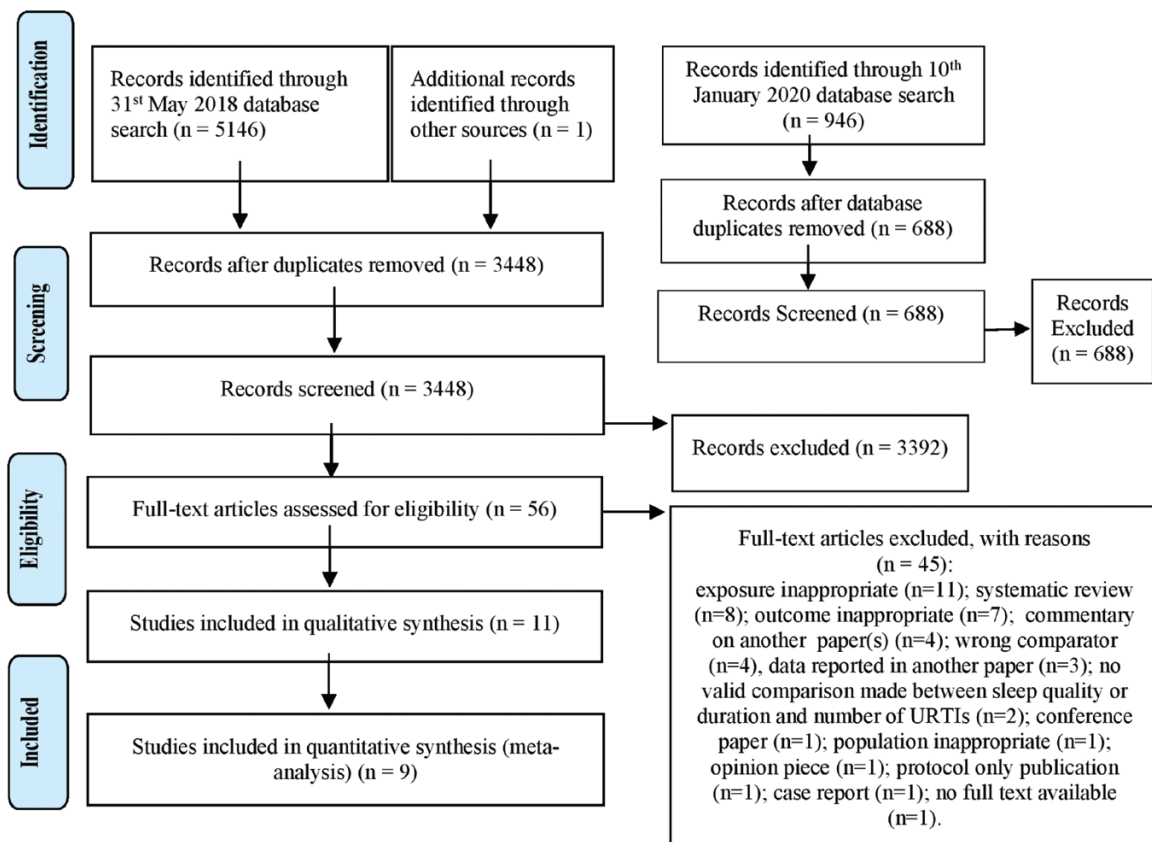 Identification
Records identified through
31st May 2018 database
search (n = 5146)
Additional records
identified through
other sources (n = 1)
Records identified through 10th
January 2020 database search
(n = 946)
Records after database
duplicates removed (n = 688)
Screening
Records after duplicates removed (n = 3448)
Records Screened (n = 688)
Records
Excluded
(n = 688)
Records screened (n = 3448)
Records excluded (n = 3392)
Eligibility
Full-text articles assessed for eligibility (n = 56)
Full-text articles excluded, with reasons
(n = 45):
exposure inappropriate (n=11); systematic review
(n=8); outcome inappropriate (n=7); commentary
on another paper(s) (n=4); wrong comparator
(n=4), data reported in another paper (n=3); no
valid comparison made between sleep quality or
duration and number of URTIs (n=2); conference
paper (n=1); population inappropriate (n=1);
opinion piece (n=1); protocol only publication
(n=1); case report (n=1); no full text available
(n=1).
Studies included in qualitative synthesis (n = 11)
Included
Studies included in quantitative synthesis (meta-
analysis) (n = 9)